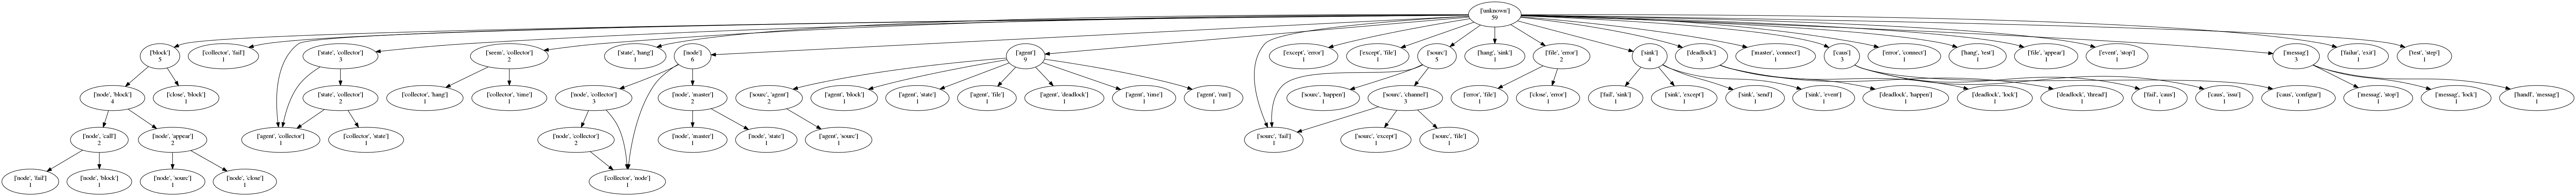 ['unknown']
59
['block']
5
['collector', 'fail']
1
['state', 'collector']
3
['seem', 'collector']
2
['state', 'hang']
1
['node']
6
['agent']
9
['except', 'error']
1
['except', 'file']
1
['sourc']
5
['hang', 'sink']
1
['file', 'error']
2
['sink']
4
['deadlock']
3
['master', 'connect']
1
['caus']
3
['error', 'connect']
1
['hang', 'test']
1
['file', 'appear']
1
['event', 'stop']
1
['messag']
3
['failur', 'exit']
1
['test', 'step']
1
['node', 'block']
4
['close', 'block']
1
['state', 'collector']
2
['collector', 'hang']
1
['collector', 'time']
1
['node', 'collector']
3
['node', 'master']
2
['sourc', 'agent']
2
['agent', 'block']
1
['agent', 'state']
1
['agent', 'file']
1
['agent', 'deadlock']
1
['agent', 'time']
1
['agent', 'run']
1
['sourc', 'happen']
1
['sourc', 'channel']
3
['error', 'file']
1
['close', 'error']
1
['fail', 'sink']
1
['sink', 'except']
1
['sink', 'send']
1
['sink', 'event']
1
['deadlock', 'happen']
1
['deadlock', 'lock']
1
['deadlock', 'thread']
1
['fail', 'caus']
1
['caus', 'issu']
1
['caus', 'configur']
1
['messag', 'stop']
1
['messag', 'lock']
1
['handl', 'messag']
1
['node', 'call']
2
['node', 'appear']
2
['agent', 'collector']
1
['collector', 'state']
1
['node', 'collector']
2
['node', 'master']
1
['node', 'state']
1
['agent', 'sourc']
1
['sourc', 'fail']
1
['sourc', 'except']
1
['sourc', 'file']
1
['node', 'fail']
1
['node', 'block']
1
['node', 'sourc']
1
['node', 'close']
1
['collector', 'node']
1